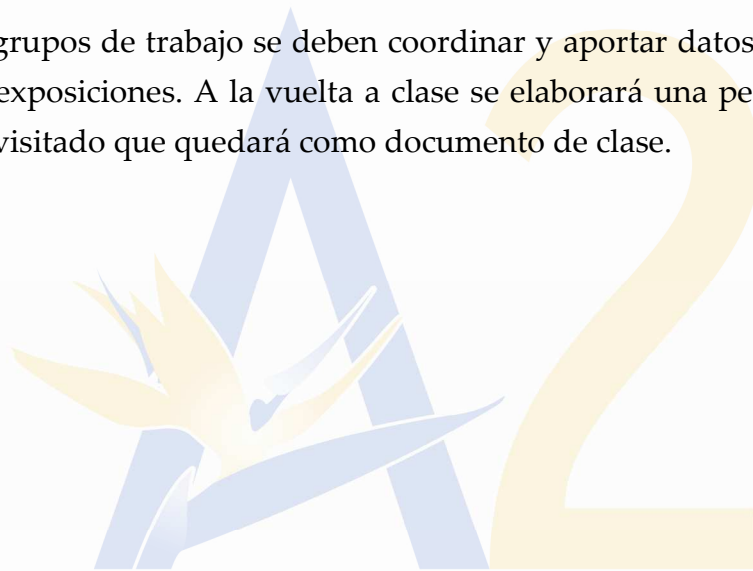 grupos de trabajo se deben coordinar y aportar datos
exposiciones. A la vuelta a clase se elaborará una pe
visitado que quedará como documento de clase.
A2